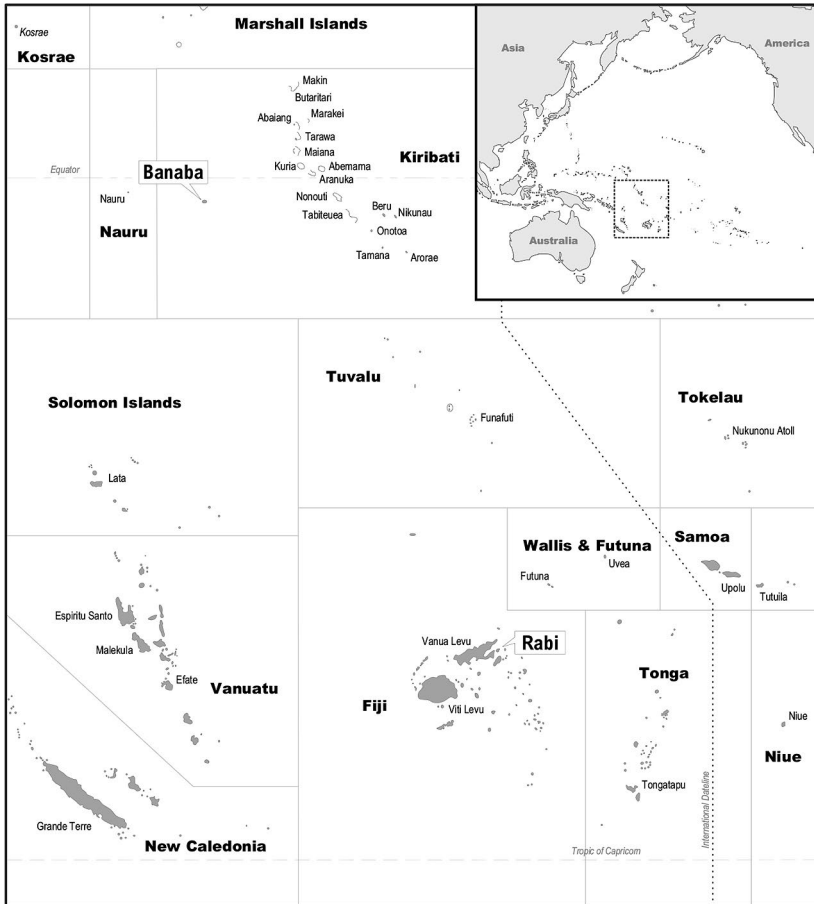 Kosrae
Kosrae
Marshall Islands
Asia
America
Australia
Makin
Butaritari
Marakei
Abaiang
Tarawa
Maiana
Kiribati
Kuria
Abemama
Aranuka
Equator
Banaba
Nauru
Nauru
Nonouti
Beru
Nikunau
Tabiteuea
Onotoa
Tamana
Arorae
Tuvalu
Funafuti
Solomon Islands
Lata
Tokelau
Nukunonu Atoll
Wallis & Futuna
Uvea
Futuna
Samoa
Upolu
Tutuila
Espiritu Santo
Malekula
Efate
Vanuatu
Vanua Levu
Rabi
Fiji
Viti Levu
Tonga
Tongatapu
Niue
Niue
International Dateline
Grande Terre
New Caledonia
Tropic of Capricorn